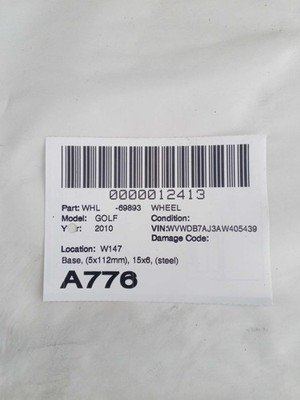 0000012413
Part: WHL -69893 WHEEL
Model: GOLF Condition:
Year: 2010 VIN:WVWDB7AJ3AW405439
Damage Code:
Location: W147
Base, (5x112mm), 15x6, (steel)
A776